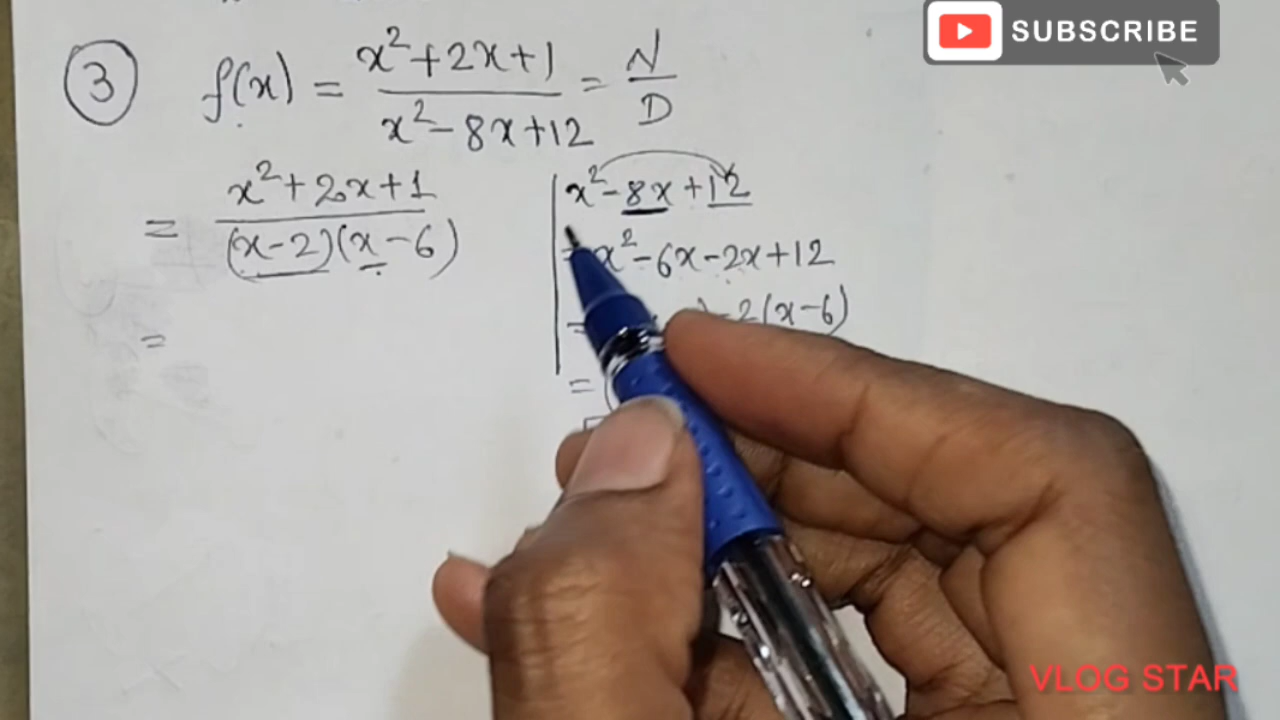 SUBSCRIBE
3 f(x) = x²+2x+1 / x²-8x+12 = N / D
= x²+2x+1 / (x-2)(x-6)
x²-8x+12
x²-6x-2x+12
-2(x-6)
=
=
VLOG STAR